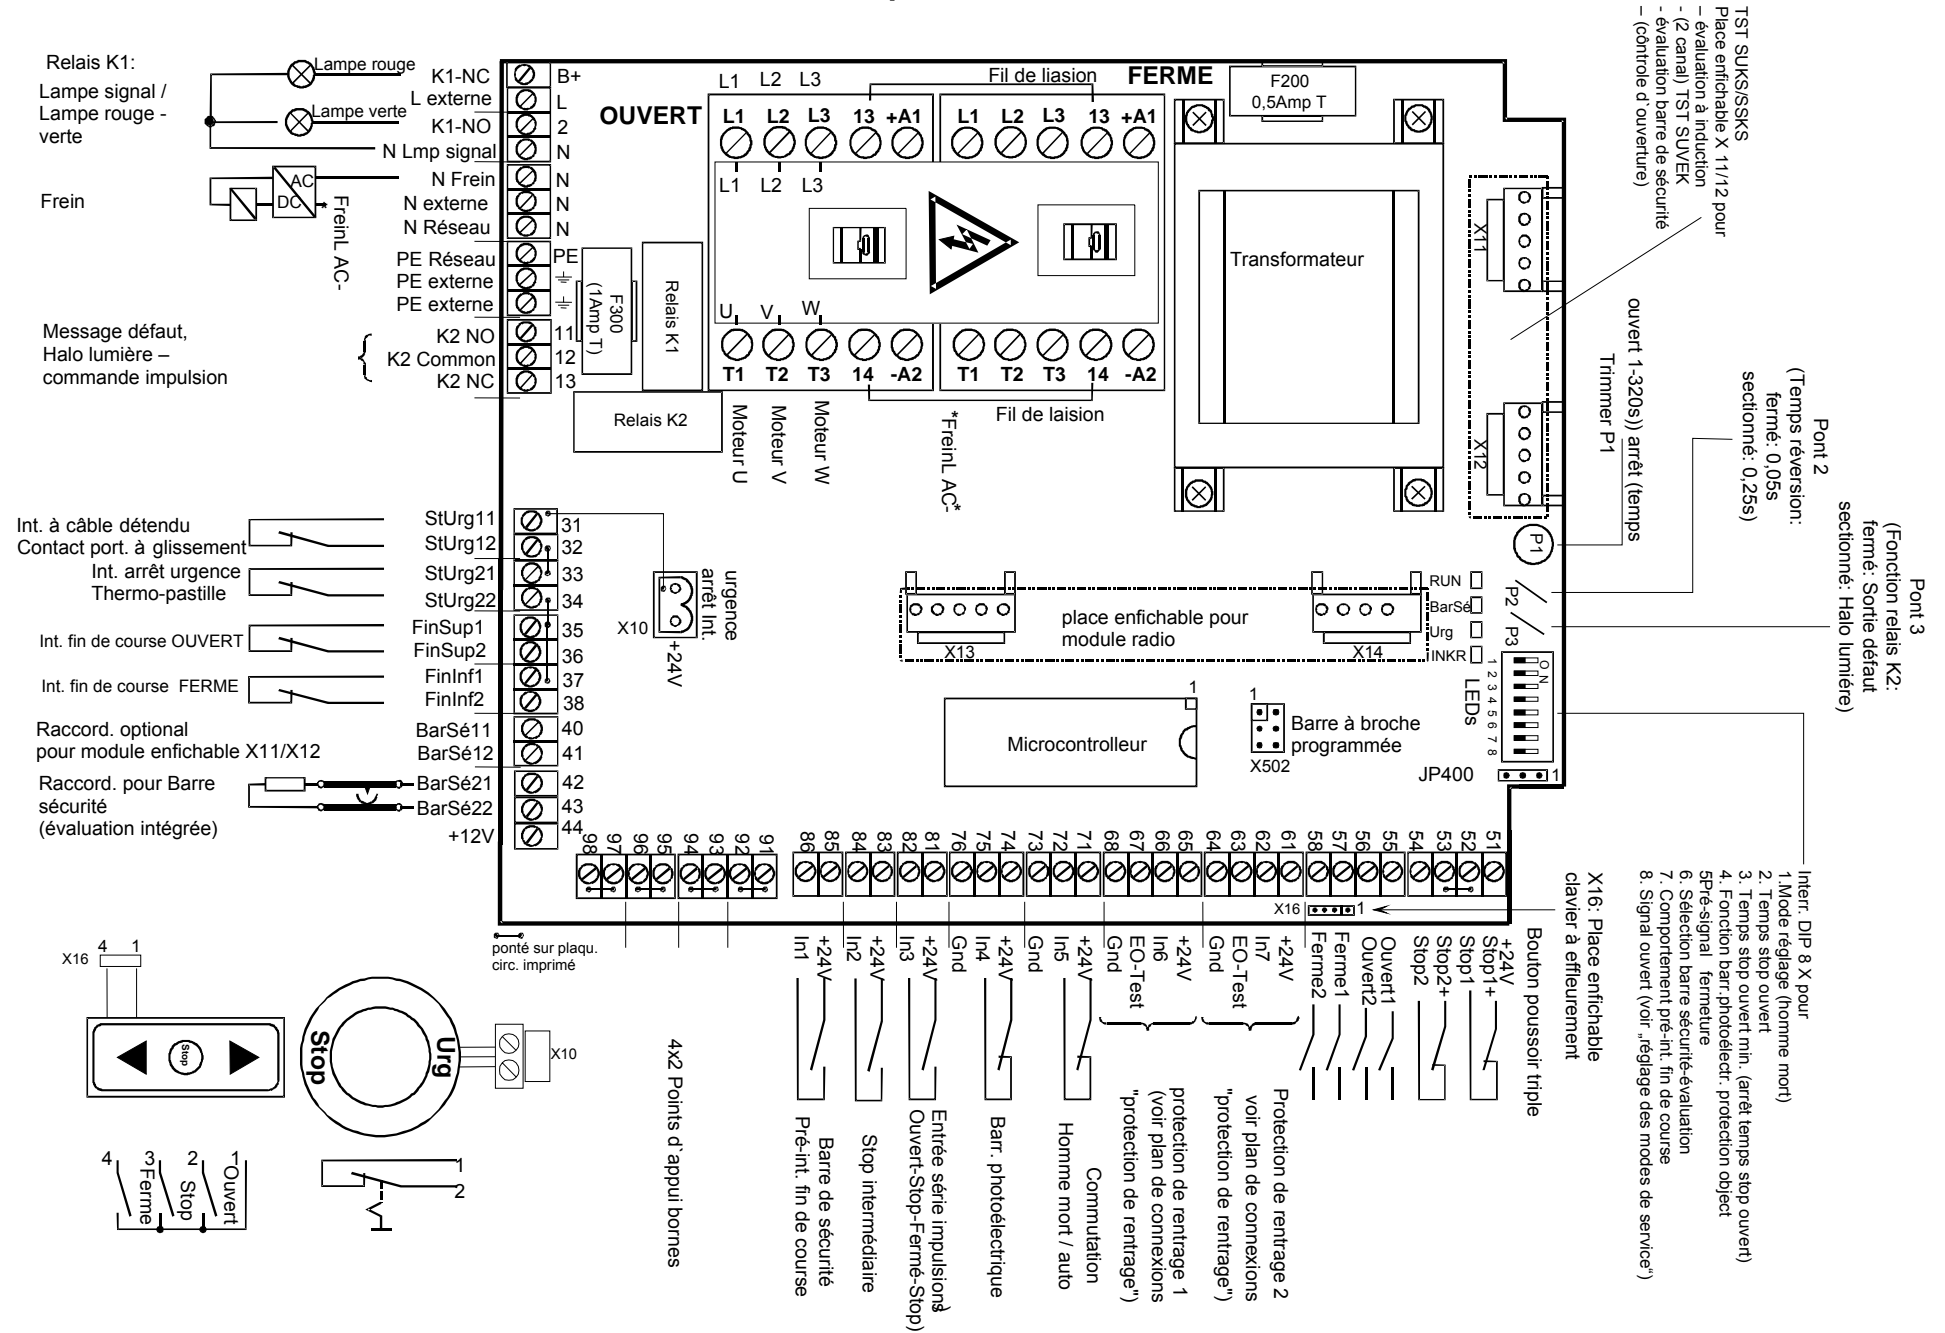 Relais K1:
Lampe signal /
Lampe rouge -
verte
Lampe rouge
Lampe verte
K1-NC
L externe
K1-NO
N Lmp signal
N Frein
N externe
N Réseau
PE Réseau
PE externe
PE externe
K2 NO
K2 Common
K2 NC
B+
L
2
N
N
N
N
PE
11
12
13
Frein
AC
DC
*
FreinL AC-
Message défaut,
Halo lumière –
commande impulsion
F300
(1Amp T)
Relais K1
Relais K2
OUVERT
FERME
L1 L2 L3
Fil de liasion
L1 L2 L3 13 +A1
L1 L2 L3 13 +A1
L1 L2 L3
U V W
T1 T2 T3 14 -A2
T1 T2 T3 14 -A2
Fil de laision
Moteur U
Moteur V
Moteur W
*FreinL AC-*
F200
0,5Amp T
Transformateur
X11
X12
TST SUKS/SSKS
Place enfichable X 11/12 pour
– évaluation à induction
- (2 canal) TST SUVEK
- évaluation barre de sécurité
– (côntrole d`ouverture)
ouvert 1-320s)) arrêt (temps
Trimmer P1
Pont 2
(Temps réversion:
fermé: 0,05s
sectionné: 0,25s)
Pont 3
(Fonction relais K2:
fermé: Sortie défaut
sectionné: Halo lumiére)
P1
P2
P3
RUN
BarSé
Urg
INKR
LEDs
1 2 3 4 5 6 7 8
ON
JP400
1
Int. à câble détendu
Contact port. à glissement
Int. arrêt urgence
Thermo-pastille
Int. fin de course OUVERT
Int. fin de course FERME
Raccord. optional
pour module enfichable X11/X12
Raccord. pour Barre
sécurité
(évaluation intégrée)
StUrg11
StUrg12
StUrg21
StUrg22
FinSup1
FinSup2
FinInf1
FinInf2
BarSé11
BarSé12
BarSé21
BarSé22
+12V
31
32
33
34
35
36
37
38
40
41
42
43
44
X10
+24V
urgence
arrêt Int.
place enfichable pour
module radio
X13
X14
Microcontrolleur
1
1
Barre à broche
programmée
X502
98 97 96 95 94 93 92 91
86 85 84 83 82 81 76 75 74 73 72 71 68 67 66 65 64 63 62 61 58 57 56 55 54 53 52 51
X16
1
X16: Place enfichable
clavier à effleurement
Interr. DIP 8 X pour
1.Mode réglage (homme mort)
2. Temps stop ouvert
3. Temps stop ouvert min. (arrêt temps stop ouvert)
4. Fonction barr.photoélectr. protection object
5Pré-signal fermeture
6. Sélection barre sécurité-évaluation
7. Comportement pré-int. fin de course
8. Signal ouvert (voir „réglage des modes de service“)
ponté sur plaqu.
circ. imprimé
4x2 Points d`appui bornes
In1
+24V
In2
+24V
In3
+24V
Gnd
In4
+24V
Gnd
In5
+24V
Gnd
EO-Test
In6
+24V
Gnd
EO-Test
In7
+24V
Ferme2
Ferme1
Ouvert2
Ouvert1
Stop2
Stop2+
Stop1
Stop1+
+24V
Bouton poussoir triple
Barre de sécurité
Pré-int. fin de course
Stop intermédiaire
Entrée série impulsions
Ouvert-Stop-Fermé-Stop)
Barr. photoélectrique
Commutation
Homme mort / auto
protection de rentrage 1
(voir plan de connexions
"protection de rentrage")
Protection de rentrage 2
voir plan de connexions
"protection de rentrage")
X16
4 1
Stop
Stop
Urg
X10
4 3 2 1
Ferme
Stop
Ouvert
1
2